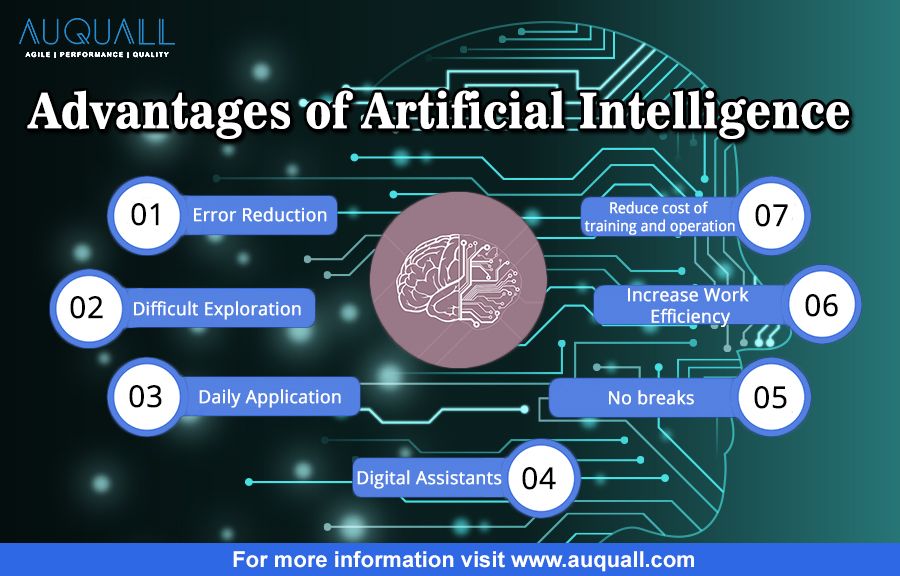 AUQUALL
AGILE | PERFORMANCE | QUALITY
Advantages of Artificial Intelligence
01
Error Reduction
02
Difficult Exploration
03
Daily Application
Digital Assistants
04
No breaks
05
Increase Work
Efficiency
06
Reduce cost of
training and operation
07
For more information visit www.auquall.com